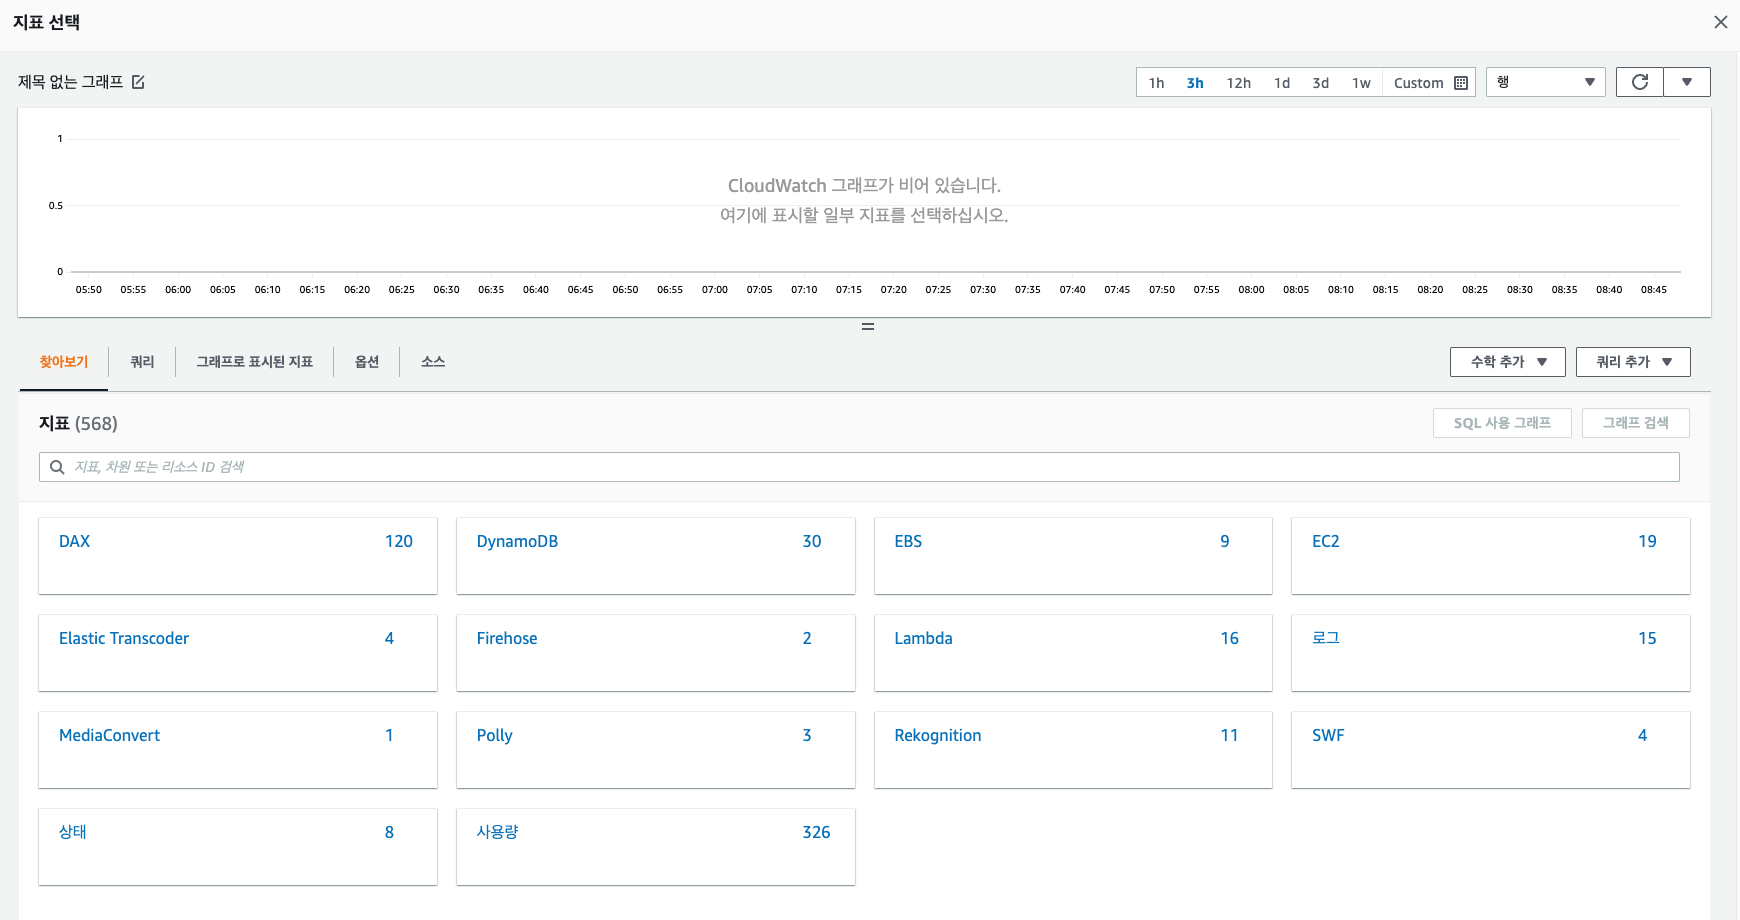 지표 선택
제목 없는 그래프
1h 3h 12h 1d 3d 1w Custom 행
1
CloudWatch 그래프가 비어 있습니다.
0.5
여기에 표시할 일부 지표를 선택하십시오.
0
05:50 05:55 06:00 06:05 06:10 06:15 06:20 06:25 06:30 06:35 06:40 06:45 06:50 06:55 07:00 07:05 07:10 07:15 07:20 07:25 07:30 07:35 07:40 07:45 07:50 07:55 08:00 08:05 08:10 08:15 08:20 08:25 08:30 08:35 08:40 08:45
찾아보기 쿼리 그래프로 표시된 지표 옵션 소스 수학 추가 쿼리 추가
지표 (568) SQL 사용 그래프 그래프 검색
지표, 차원 또는 리소스 ID 검색
DAX 120 DynamoDB 30 EBS 9 EC2 19
Elastic Transcoder 4 Firehose 2 Lambda 16 로그 15
MediaConvert 1 Polly 3 Rekognition 11 SWF 4
상태 8 사용량 326